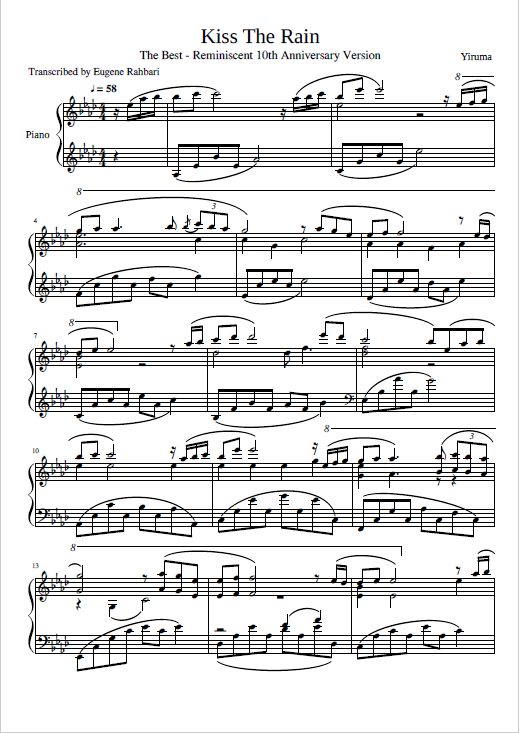 Kiss The Rain
The Best - Reminiscent 10th Anniversary Version
Yiruma
Transcribed by Eugene Rahbari
♩ = 58
8
Piano
8
4
3
8
7
8
10
3
8
13